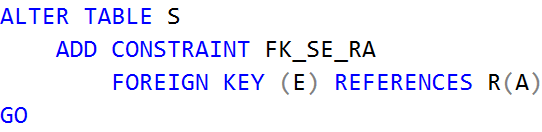 ALTER TABLE S
ADD CONSTRAINT FK_SE_RA
FOREIGN KEY (E) REFERENCES R(A)
GO